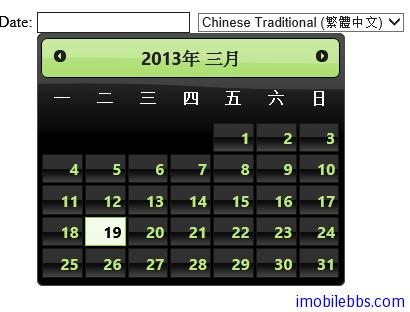 Date: Chinese Traditional (繁體中文)
2013年 三月
一 二 三 四 五 六 日
1 2 3
4 5 6 7 8 9 10
11 12 13 14 15 16 17
18 19 20 21 22 23 24
25 26 27 28 29 30 31
imobilebbs.com